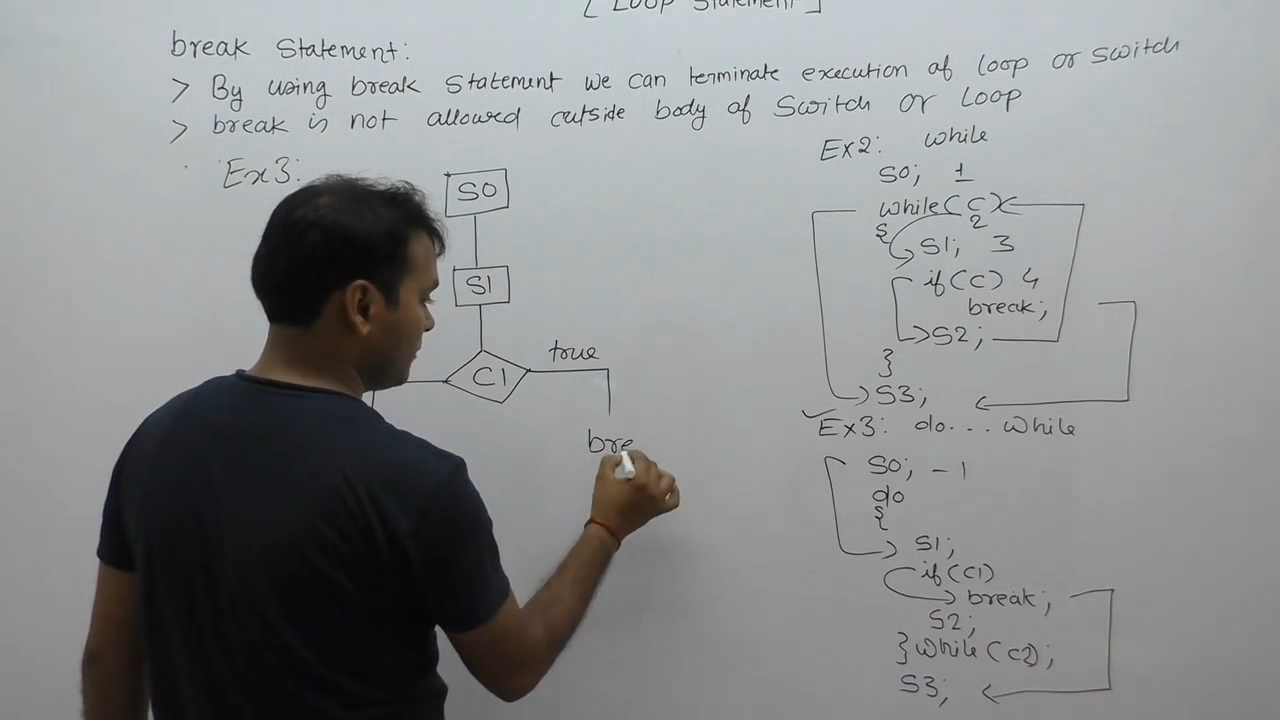 [ Loop Statement ]
break Statement:
> By using break Statement we can terminate execution of loop or switch
> break is not allowed outside body of Switch or Loop
Ex3:
S0
S1
C1
true
bre
Ex2: while
S0; 1
while(C)
{ 2
S1; 3
if(C) 4
break;
S2;
}
S3;
Ex3: do... while
S0; - 1
do
{
S1;
if(C1)
break;
S2;
}while(C2);
S3;